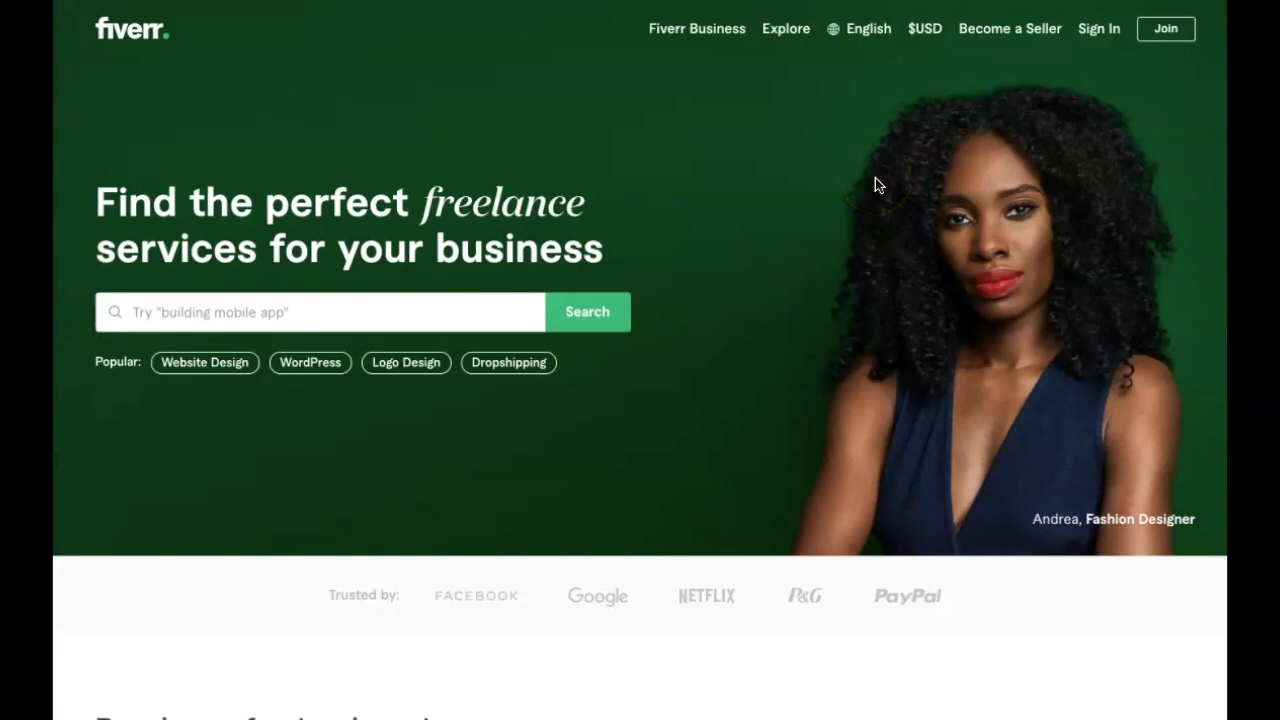 fiverr.
Fiverr Business Explore English $USD Become a Seller Sign In Join
Find the perfect freelance
services for your business
Try "building mobile app" Search
Popular: Website Design WordPress Logo Design Dropshipping
Andrea, Fashion Designer
Trusted by: FACEBOOK Google NETFLIX P&G PayPal